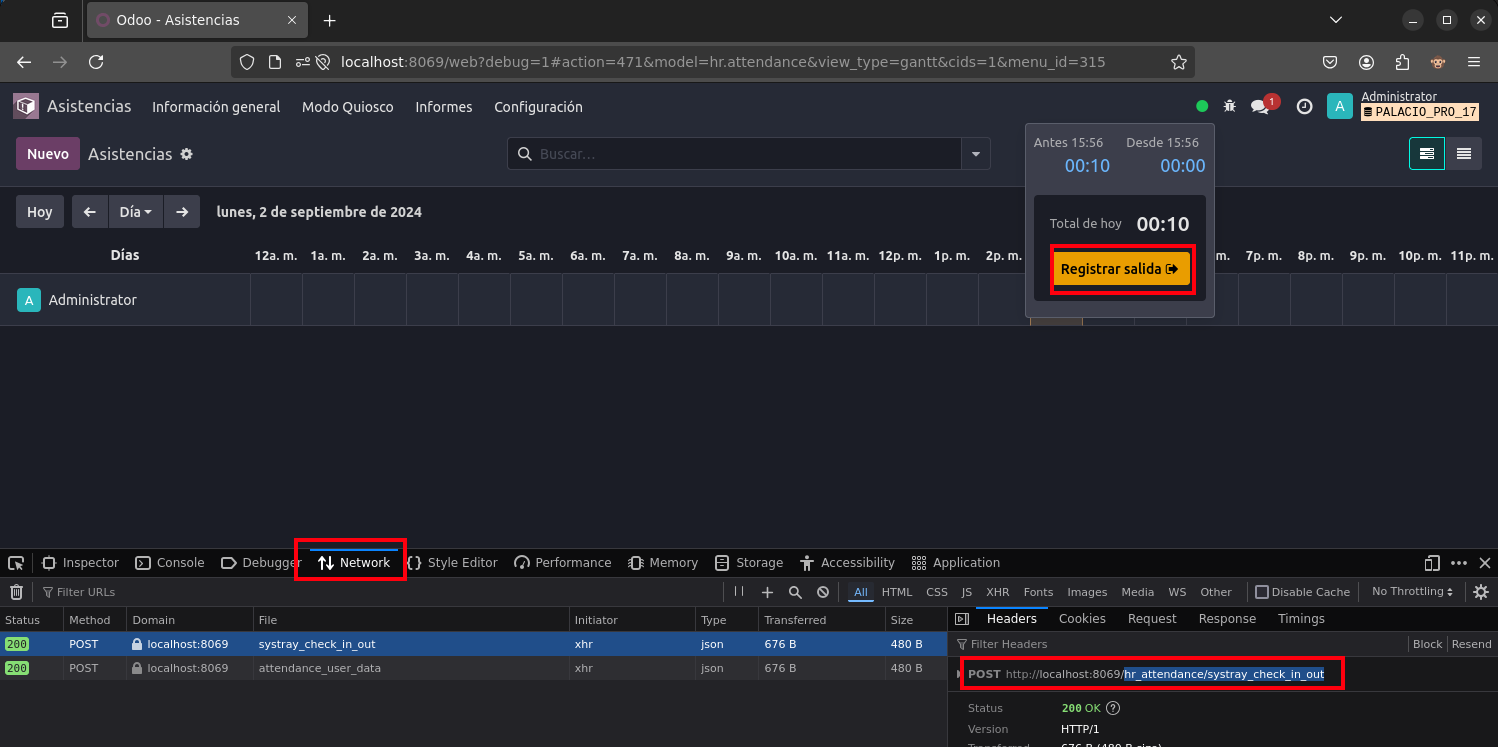 Odoo - Asistencias
localhost:8069/web?debug=1#action=471&model=hr.attendance&view_type=gantt&cids=1&menu_id=315
Asistencias Información general Modo Quiosco Informes Configuración 1 A Administrator
PALACIO_PRO_17
Nuevo Asistencias Buscar...
Antes 15:56 Desde 15:56
00:10 00:00
Hoy Día lunes, 2 de septiembre de 2024
Total de hoy 00:10
Días 12a. m. 1a. m. 2a. m. 3a. m. 4a. m. 5a. m. 6a. m. 7a. m. 8a. m. 9a. m. 10a. m. 11a. m. 12p. m. 1p. m. 2p. m. m. 7p. m. 8p. m. 9p. m. 10p. m. 11p. m.
Registrar salida
A Administrator
Inspector Console Debugger Network Style Editor Performance Memory Storage Accessibility Application
Filter URLs All HTML CSS JS XHR Fonts Images Media WS Other Disable Cache No Throttling
Status Method Domain File Initiator Type Transferred Size
200 POST localhost:8069 systray_check_in_out xhr json 676 B 480 B
200 POST localhost:8069 attendance_user_data xhr json 676 B 480 B
Headers Cookies Request Response Timings
Filter Headers Block Resend
POST http://localhost:8069/hr_attendance/systray_check_in_out
Status 200 OK
Version HTTP/1
Transferred 676 B (480 B size)